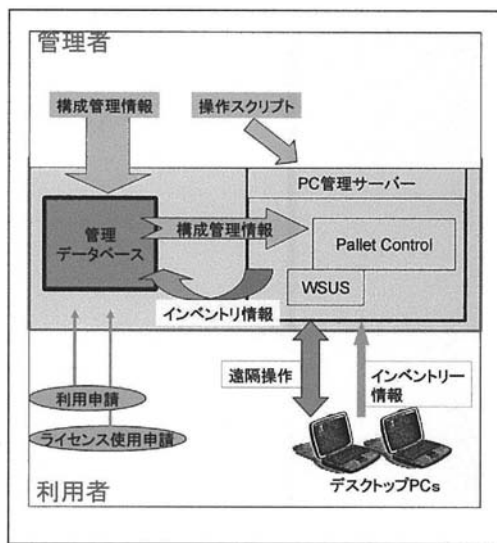 管理者
構成管理情報
操作スクリプト
PC管理サーバー
管理
データベース
構成管理情報
Pallet Control
WSUS
インベントリ情報
遠隔操作
インベントリー
情報
利用申請
ライセンス使用申請
デスクトップPCs
利用者